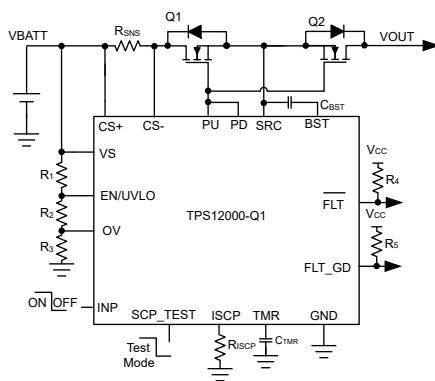 Q1
Q2
VBATT
RSNS
VOUT
CBST
CS+
CS-
PU
PD
SRC
BST
VS
R1
EN/UVLO
R2
OV
R3
TPS12000-Q1
VCC
R4
FLT
VCC
R5
FLT_GD
ON
OFF
INP
SCP_TEST
ISCP
TMR
GND
Test
Mode
RISCP
CTMR